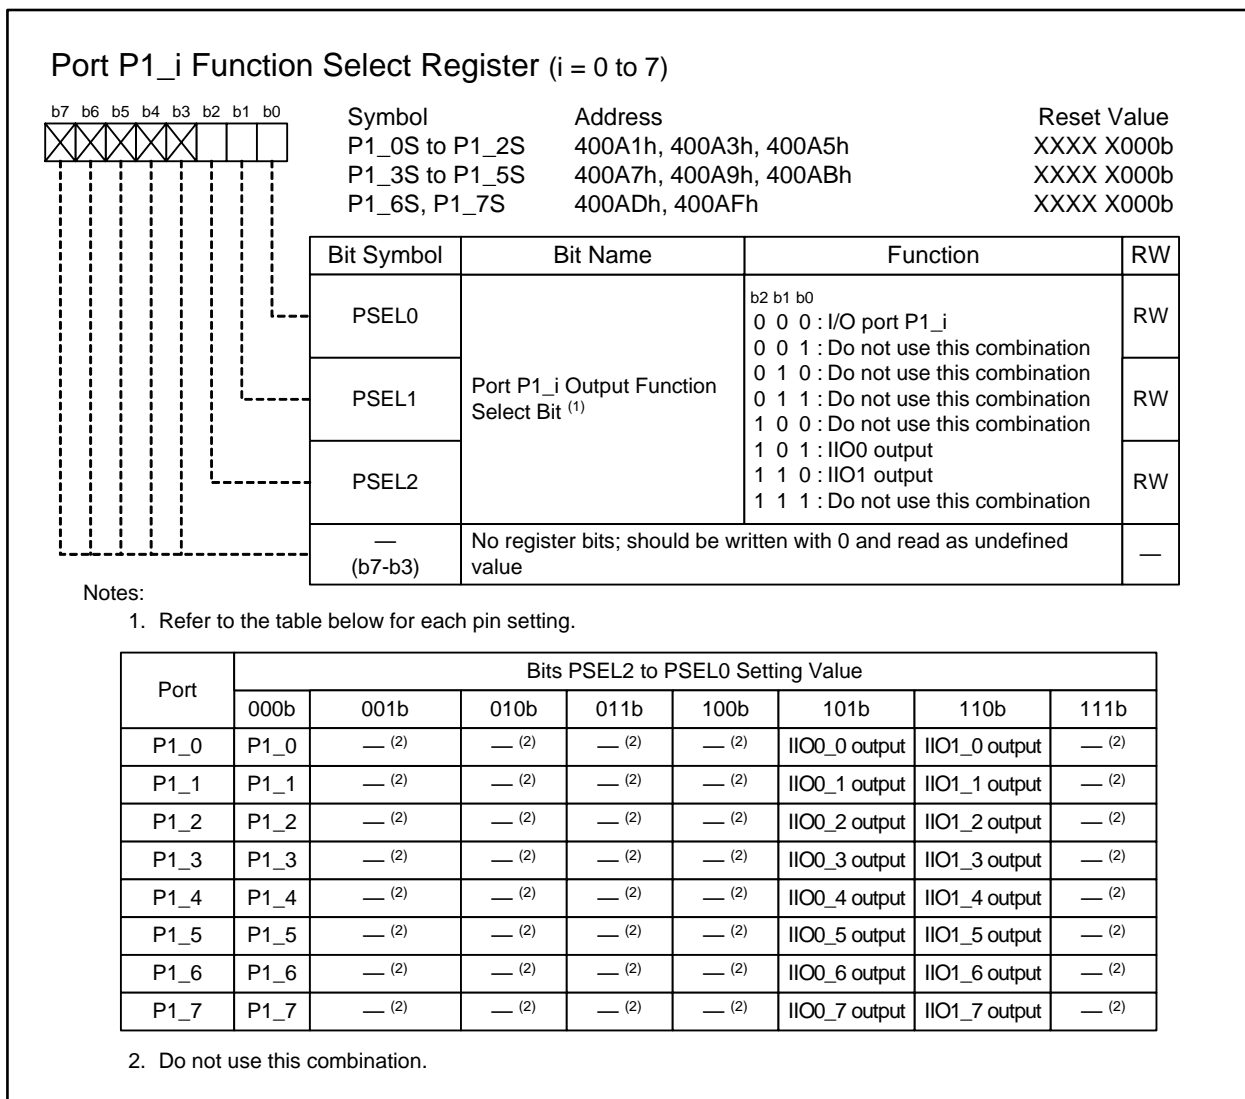 Port P1_i Function Select Register (i = 0 to 7)
b7 b6 b5 b4 b3 b2 b1 b0
Symbol Address Reset Value
P1_0S to P1_2S 400A1h, 400A3h, 400A5h XXXX X000b
P1_3S to P1_5S 400A7h, 400A9h, 400ABh XXXX X000b
P1_6S, P1_7S 400ADh, 400AFh XXXX X000b
Bit Symbol Bit Name Function RW
PSEL0 RW
PSEL1 RW
PSEL2 RW
Port P1_i Output Function
Select Bit (1)
b2 b1 b0
0 0 0 : I/O port P1_i
0 0 1 : Do not use this combination
0 1 0 : Do not use this combination
0 1 1 : Do not use this combination
1 0 0 : Do not use this combination
1 0 1 : IIO0 output
1 1 0 : IIO1 output
1 1 1 : Do not use this combination
—
(b7-b3)
No register bits; should be written with 0 and read as undefined
value
—
Notes:
1. Refer to the table below for each pin setting.
Port Bits PSEL2 to PSEL0 Setting Value
000b 001b 010b 011b 100b 101b 110b 111b
P1_0 P1_0 — (2) — (2) — (2) — (2) IIO0_0 output IIO1_0 output — (2)
P1_1 P1_1 — (2) — (2) — (2) — (2) IIO0_1 output IIO1_1 output — (2)
P1_2 P1_2 — (2) — (2) — (2) — (2) IIO0_2 output IIO1_2 output — (2)
P1_3 P1_3 — (2) — (2) — (2) — (2) IIO0_3 output IIO1_3 output — (2)
P1_4 P1_4 — (2) — (2) — (2) — (2) IIO0_4 output IIO1_4 output — (2)
P1_5 P1_5 — (2) — (2) — (2) — (2) IIO0_5 output IIO1_5 output — (2)
P1_6 P1_6 — (2) — (2) — (2) — (2) IIO0_6 output IIO1_6 output — (2)
P1_7 P1_7 — (2) — (2) — (2) — (2) IIO0_7 output IIO1_7 output — (2)
2. Do not use this combination.